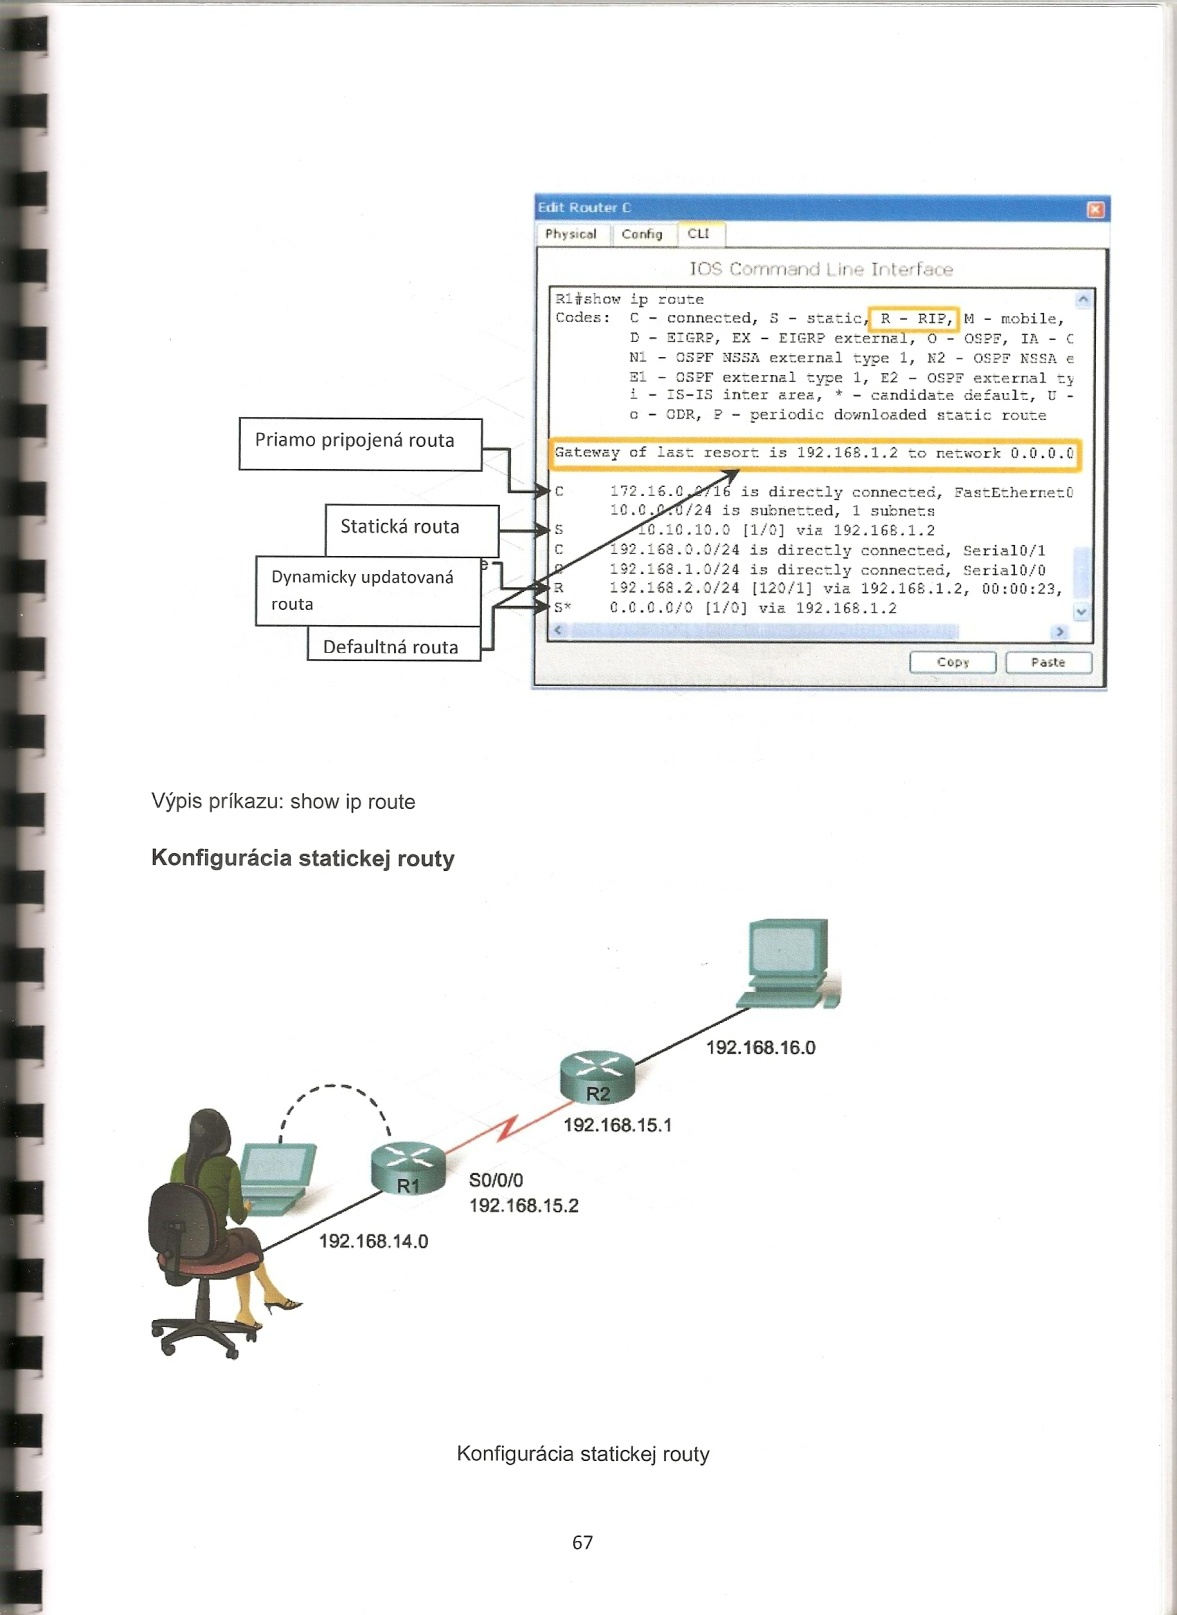 Edit Router C
Physical Config CLI
IOS Command Line Interface
R1#show ip route
Codes: C - connected, S - static, R - RIP, M - mobile,
D - EIGRP, EX - EIGRP external, O - OSPF, IA - O
N1 - OSPF NSSA external type 1, N2 - OSPF NSSA e
E1 - OSPF external type 1, E2 - OSPF external ty
i - IS-IS inter area, * - candidate default, U -
o - ODR, P - periodic downloaded static route
Gateway of last resort is 192.168.1.2 to network 0.0.0.0
Priamo pripojená routa
C 172.16.0.0/16 is directly connected, FastEthernet0
10.0.0.0/24 is subnetted, 1 subnets
Statická routa
S 10.10.10.0 [1/0] via 192.168.1.2
C 192.168.0.0/24 is directly connected, Serial0/1
C 192.168.1.0/24 is directly connected, Serial0/0
Dynamicky updatovaná
routa
R 192.168.2.0/24 [120/1] via 192.168.1.2, 00:00:23,
S* 0.0.0.0/0 [1/0] via 192.168.1.2
Defaultná routa
Copy Paste
Výpis príkazu: show ip route
Konfigurácia statickej routy
192.168.16.0
R2
192.168.15.1
R1
S0/0/0
192.168.15.2
192.168.14.0
Konfigurácia statickej routy
67